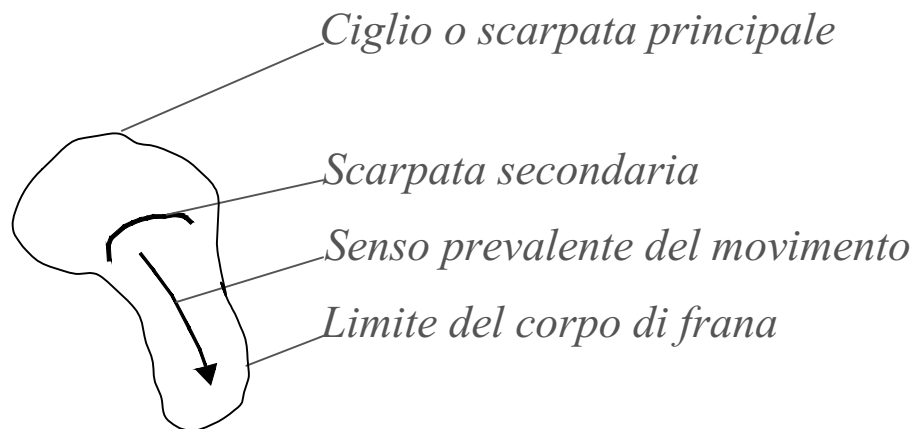 Ciglio o scarpata principale
Scarpata secondaria
Senso prevalente del movimento
Limite del corpo di frana